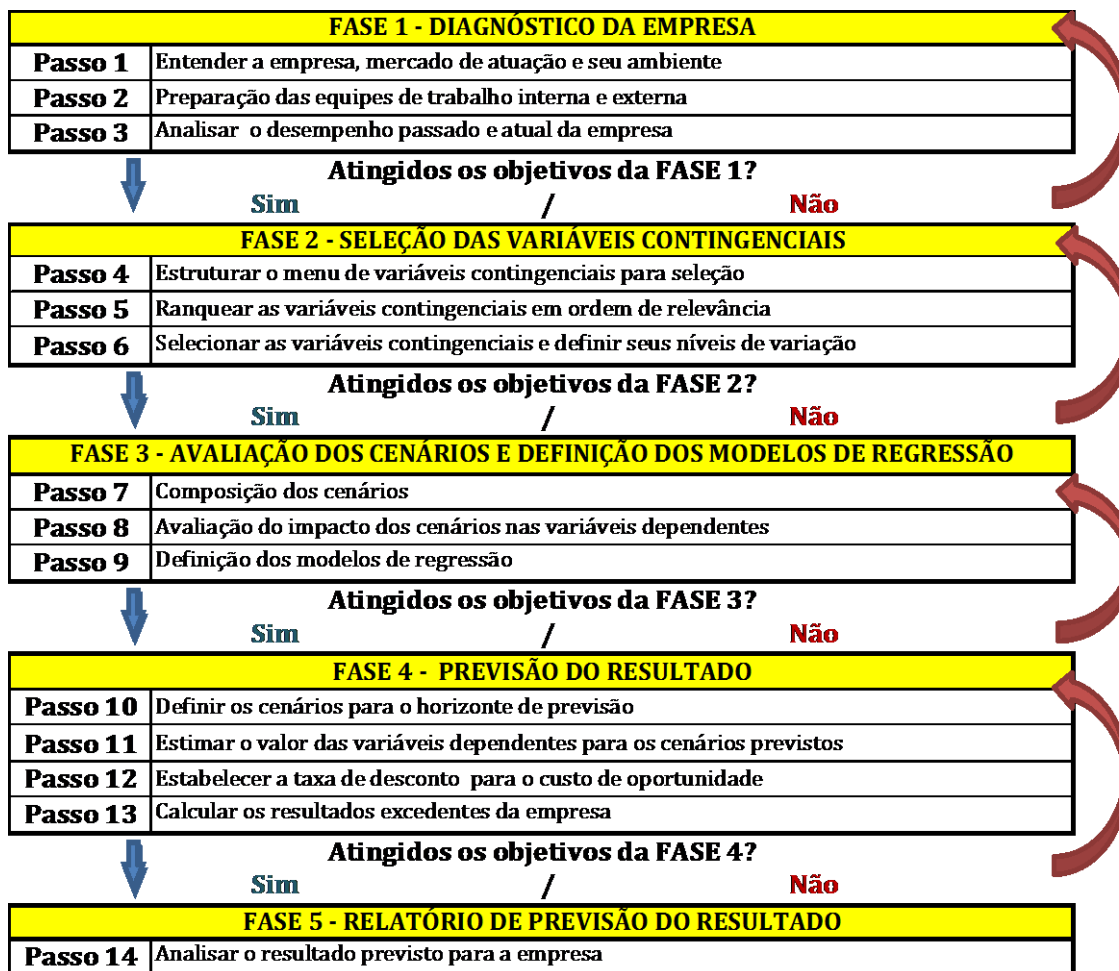 FASE 1 - DIAGNÓSTICO DA EMPRESA
Passo 1 Entender a empresa, mercado de atuação e seu ambiente
Passo 2 Preparação das equipes de trabalho interna e externa
Passo 3 Analisar o desempenho passado e atual da empresa
Atingidos os objetivos da FASE 1?
Sim / Não
FASE 2 - SELEÇÃO DAS VARIÁVEIS CONTINGENCIAIS
Passo 4 Estruturar o menu de variáveis contingenciais para seleção
Passo 5 Ranquear as variáveis contingenciais em ordem de relevância
Passo 6 Selecionar as variáveis contingenciais e definir seus níveis de variação
Atingidos os objetivos da FASE 2?
Sim / Não
FASE 3 - AVALIAÇÃO DOS CENÁRIOS E DEFINIÇÃO DOS MODELOS DE REGRESSÃO
Passo 7 Composição dos cenários
Passo 8 Avaliação do impacto dos cenários nas variáveis dependentes
Passo 9 Definição dos modelos de regressão
Atingidos os objetivos da FASE 3?
Sim / Não
FASE 4 - PREVISÃO DO RESULTADO
Passo 10 Definir os cenários para o horizonte de previsão
Passo 11 Estimar o valor das variáveis dependentes para os cenários previstos
Passo 12 Estabelecer a taxa de desconto para o custo de oportunidade
Passo 13 Calcular os resultados excedentes da empresa
Atingidos os objetivos da FASE 4?
Sim / Não
FASE 5 - RELATÓRIO DE PREVISÃO DO RESULTADO
Passo 14 Analisar o resultado previsto para a empresa